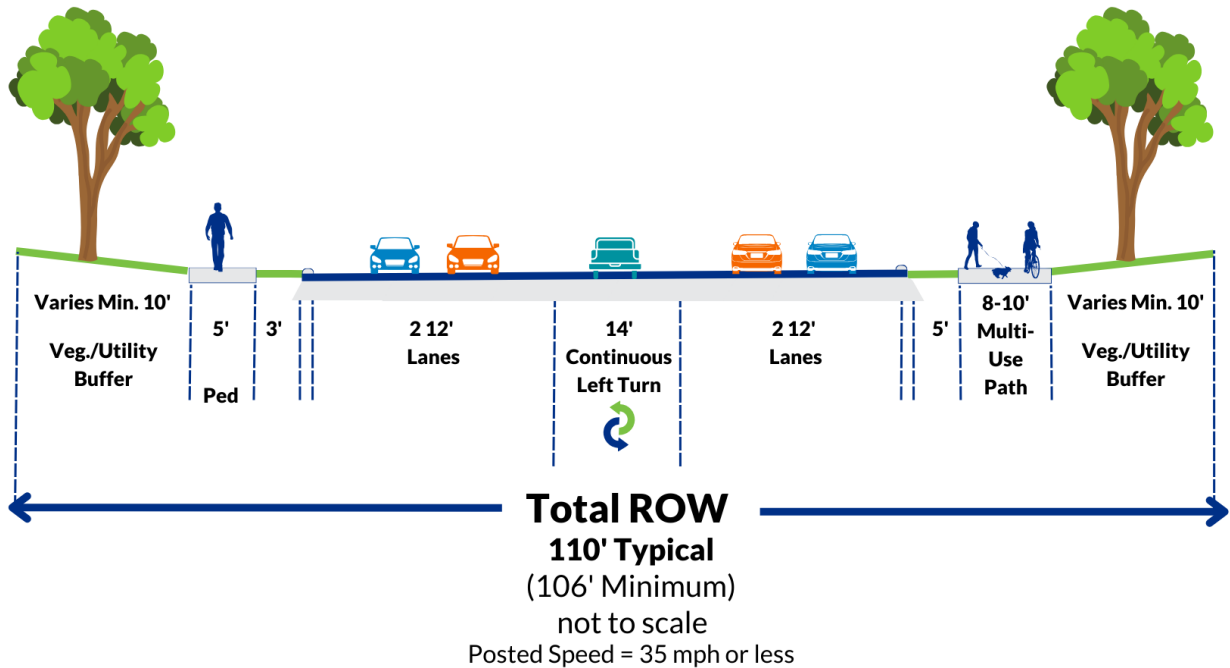 Varies Min. 10'
Veg./Utility
Buffer
5'
Ped
3'
2 12'
Lanes
14'
Continuous
Left Turn
2 12'
Lanes
5'
8-10'
Multi-
Use
Path
Varies Min. 10'
Veg./Utility
Buffer
Total ROW
110' Typical
(106' Minimum)
not to scale
Posted Speed = 35 mph or less